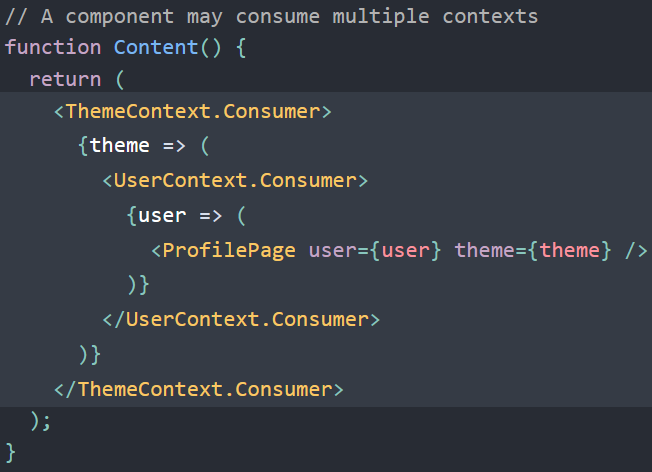 // A component may consume multiple contexts
function Content() {
  return (
    <ThemeContext.Consumer>
      {theme => (
        <UserContext.Consumer>
          {user => (
            <ProfilePage user={user} theme={theme} />
          )}
        </UserContext.Consumer>
      )}
    </ThemeContext.Consumer>
  );
}